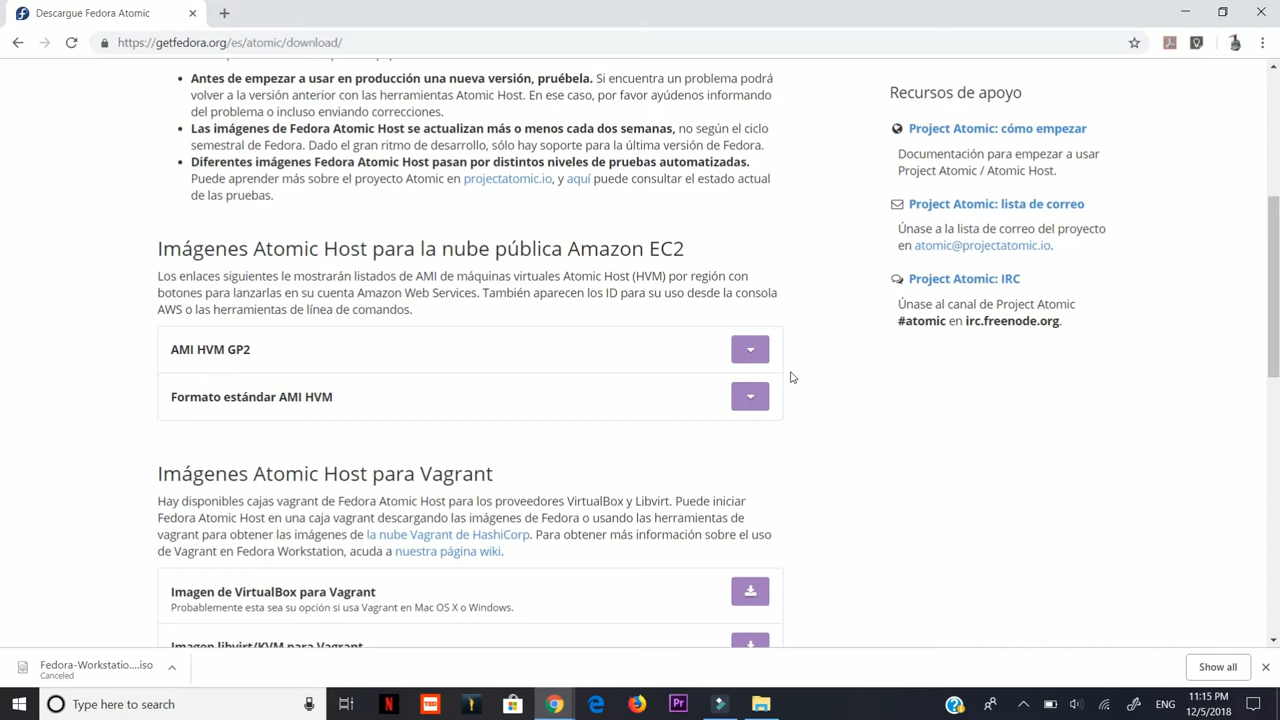 Descargue Fedora Atomic
https://getfedora.org/es/atomic/download/
Antes de empezar a usar en producción una nueva versión, pruébela. Si encuentra un problema podrá
volver a la versión anterior con las herramientas Atomic Host. En ese caso, por favor ayúdenos informando
del problema o incluso enviando correcciones.
Las imágenes de Fedora Atomic Host se actualizan más o menos cada dos semanas, no según el ciclo
semestral de Fedora. Dado el gran ritmo de desarrollo, sólo hay soporte para la última versión de Fedora.
Diferentes imágenes Fedora Atomic Host pasan por distintos niveles de pruebas automatizadas.
Puede aprender más sobre el proyecto Atomic en projectatomic.io, y aquí puede consultar el estado actual
de las pruebas.
Imágenes Atomic Host para la nube pública Amazon EC2
Los enlaces siguientes le mostrarán listados de AMI de máquinas virtuales Atomic Host (HVM) por región con
botones para lanzarlas en su cuenta Amazon Web Services. También aparecen los ID para su uso desde la consola
AWS o las herramientas de línea de comandos.
AMI HVM GP2
Formato estándar AMI HVM
Imágenes Atomic Host para Vagrant
Hay disponibles cajas vagrant de Fedora Atomic Host para los proveedores VirtualBox y Libvirt. Puede iniciar
Fedora Atomic Host en una caja vagrant descargando las imágenes de Fedora o usando las herramientas de
vagrant para obtener las imágenes de la nube Vagrant de HashiCorp. Para obtener más información sobre el uso
de Vagrant en Fedora Workstation, acuda a nuestra página wiki.
Imagen de VirtualBox para Vagrant
Probablemente esta sea su opción si usa Vagrant en Mac OS X o Windows.
Imagen libvirt/KVM para Vagrant
Recursos de apoyo
Project Atomic: cómo empezar
Documentación para empezar a usar
Project Atomic / Atomic Host.
Project Atomic: lista de correo
Únase a la lista de correo del proyecto
en atomic@projectatomic.io.
Project Atomic: IRC
Únase al canal de Project Atomic
#atomic en irc.freenode.org.
Fedora-Workstatio....iso
Canceled
Show all
Type here to search
N
TED
Pr
ENG
11:15 PM
12/5/2018